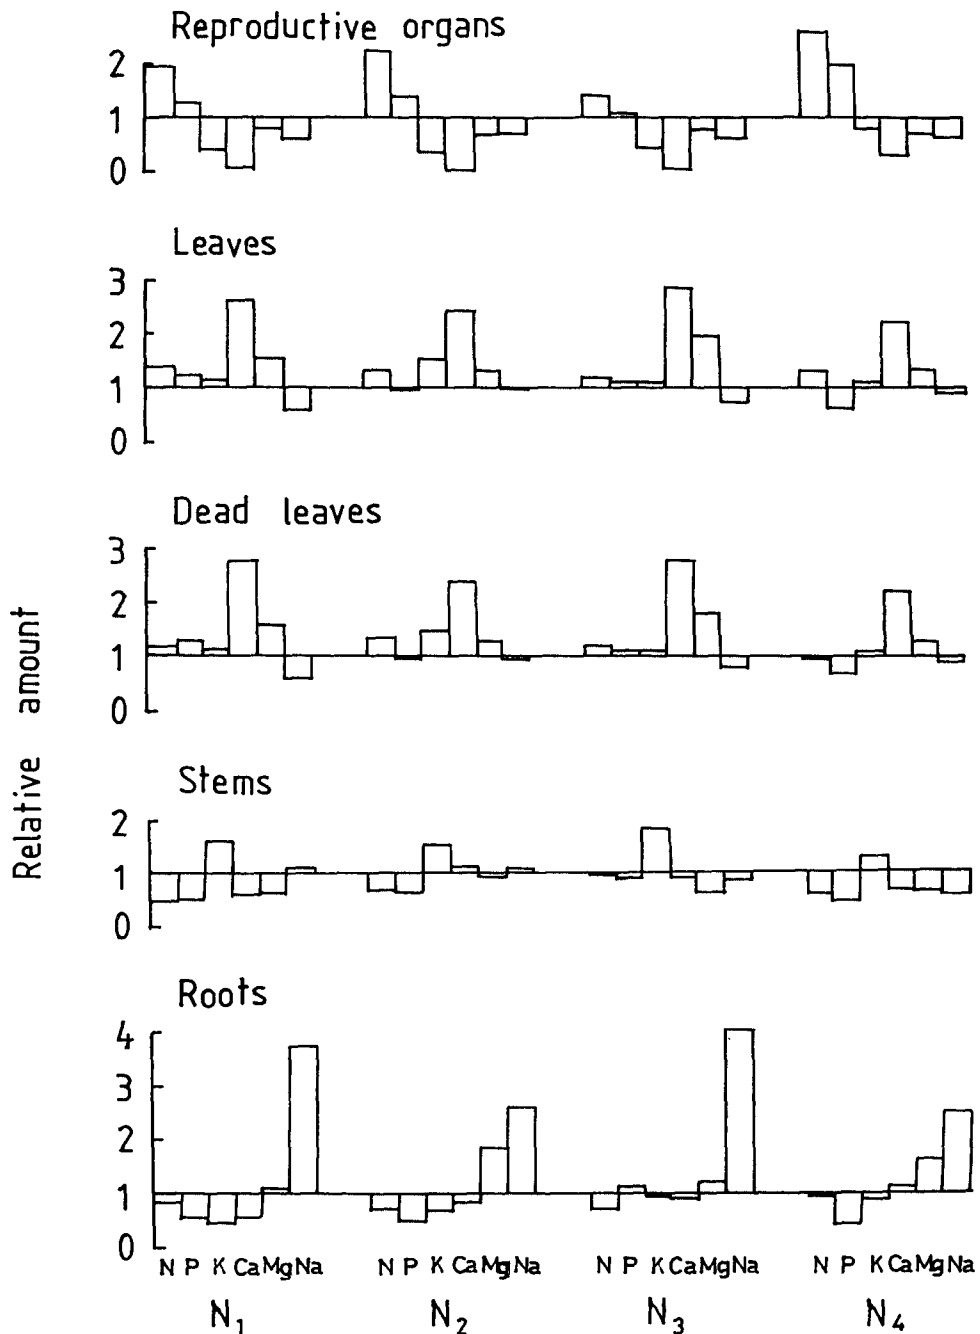 Reproductive organs
2
1
0
Leaves
3
2
1
0
Dead leaves
3
2
1
0
Relative amount
Stems
2
1
0
Roots
4
3
2
1
0
N P K Ca Mg Na N P K Ca Mg Na N P K Ca Mg Na N P K Ca Mg Na
N₁ N₂ N₃ N₄